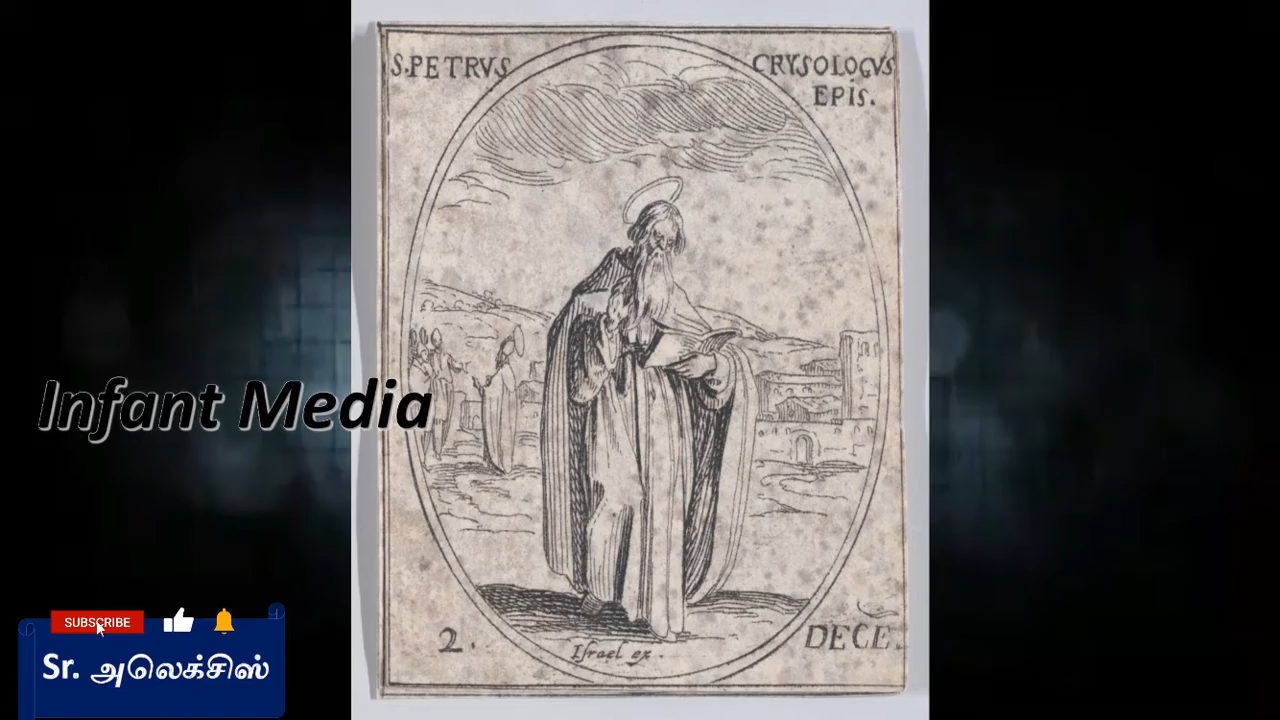 S.PETRVS
CRYSOLOGVS
EPIS.
Infant Media
SUBSCRIBE
Sr. அலெக்சிஸ்
2.
Israel ex.
DECE.